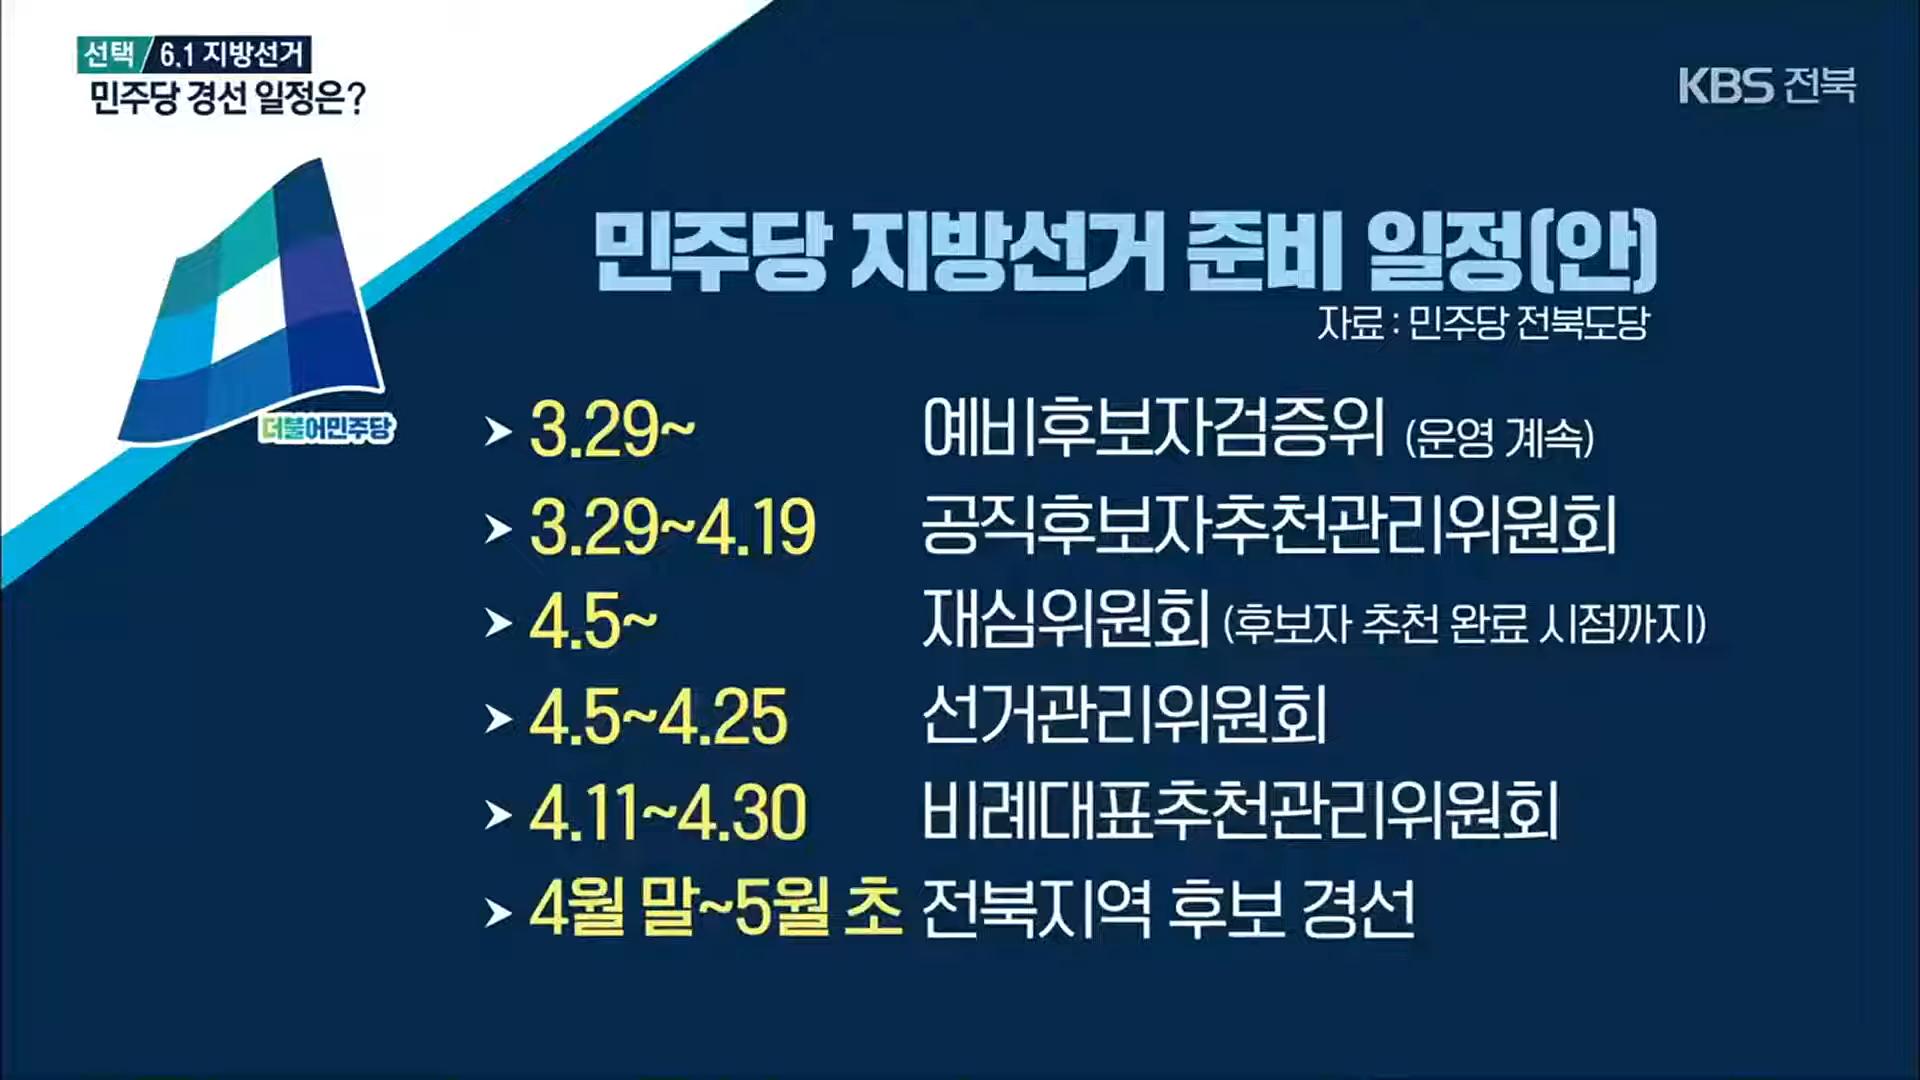 선택 / 6.1 지방선거
민주당 경선 일정은?
KBS 전북
더불어민주당
민주당 지방선거 준비 일정(안)
자료 : 민주당 전북도당
➤ 3.29~ 예비후보자검증위 (운영 계속)
➤ 3.29~4.19 공직후보자추천관리위원회
➤ 4.5~ 재심위원회 (후보자 추천 완료 시점까지)
➤ 4.5~4.25 선거관리위원회
➤ 4.11~4.30 비례대표추천관리위원회
➤ 4월 말~5월 초 전북지역 후보 경선